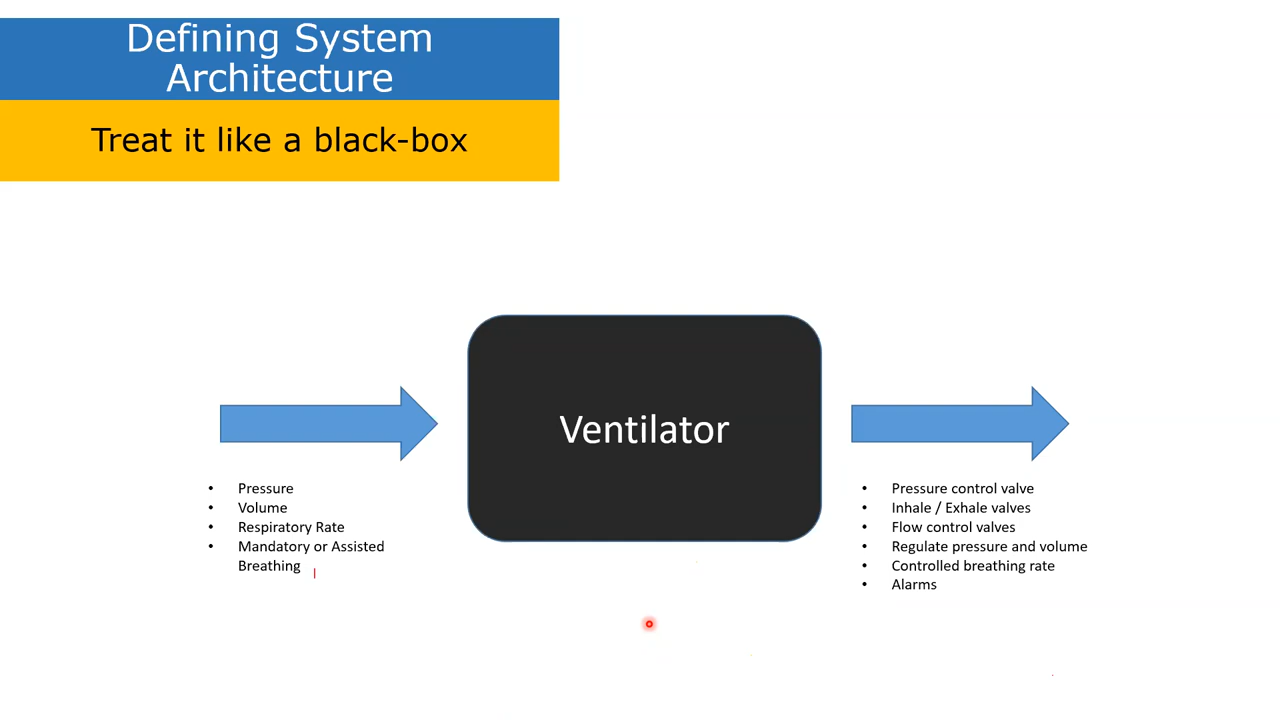 Defining System
Architecture
Treat it like a black-box
Ventilator
• Pressure
• Volume
• Respiratory Rate
• Mandatory or Assisted
Breathing
• Pressure control valve
• Inhale / Exhale valves
• Flow control valves
• Regulate pressure and volume
• Controlled breathing rate
• Alarms